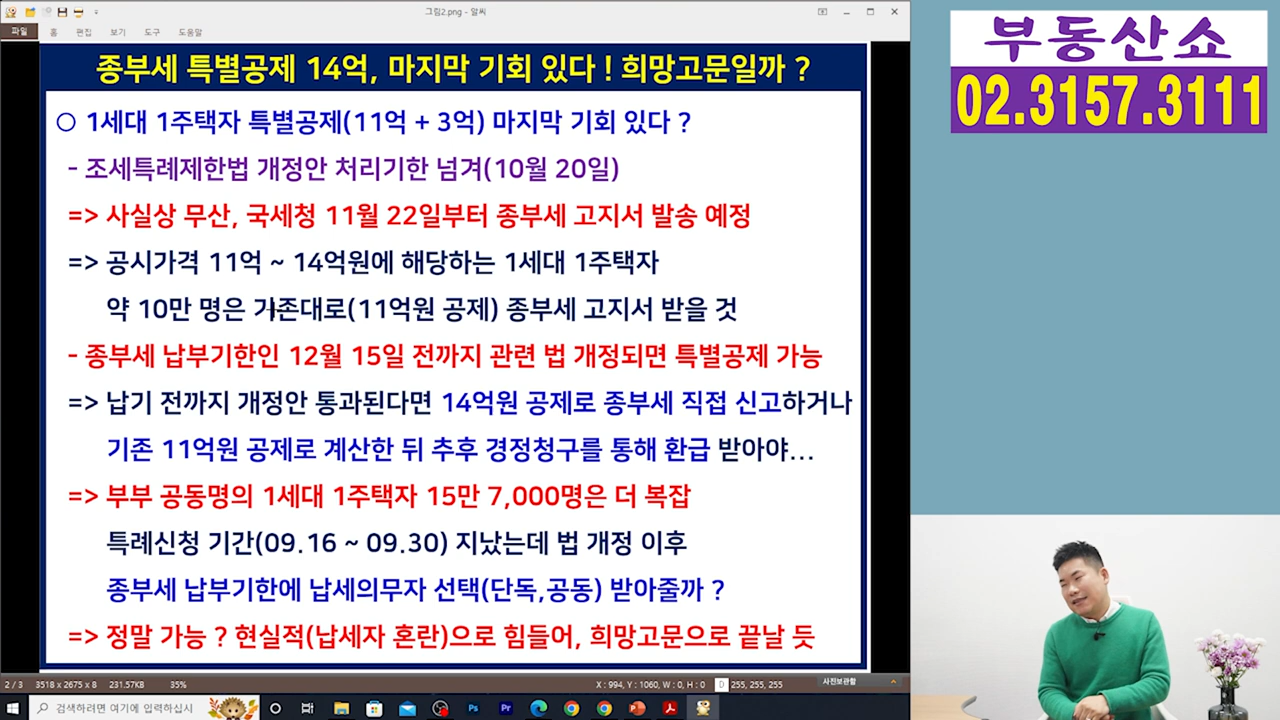 그림2.png - 알씨
파일 홈 편집 보기 도구 도움말
종부세 특별공제 14억, 마지막 기회 있다 ! 희망고문일까 ?
○ 1세대 1주택자 특별공제(11억 + 3억) 마지막 기회 있다 ?
- 조세특례제한법 개정안 처리기한 넘겨(10월 20일)
=> 사실상 무산, 국세청 11월 22일부터 종부세 고지서 발송 예정
=> 공시가격 11억 ~ 14억원에 해당하는 1세대 1주택자
약 10만 명은 기존대로(11억원 공제) 종부세 고지서 받을 것
- 종부세 납부기한인 12월 15일 전까지 관련 법 개정되면 특별공제 가능
=> 납기 전까지 개정안 통과된다면 14억원 공제로 종부세 직접 신고하거나
기존 11억원 공제로 계산한 뒤 추후 경정청구를 통해 환급 받아야...
=> 부부 공동명의 1세대 1주택자 15만 7,000명은 더 복잡
특례신청 기간(09.16 ~ 09.30) 지났는데 법 개정 이후
종부세 납부기한에 납세의무자 선택(단독,공동) 받아줄까 ?
=> 정말 가능 ? 현실적(납세자 혼란)으로 힘들어, 희망고문으로 끝날 듯
2 / 3 3518 x 2675 x 8 231.57KB 35% X : 994, Y : 1060, W : 0, H : 0 D 255, 255, 255 사진보관함
검색하려면 여기에 입력하십시
부동산쇼
02.3157.3111